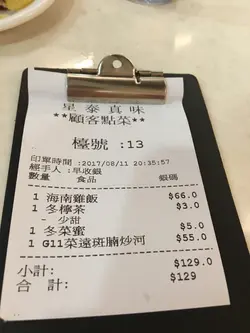 星泰真味
**顧客點菜**
檯號 :13
印單時間 :2017/08/11 20:35:57
經手人 :早收銀
數量 食品 銀碼
1 海南雞飯 $66.0
1 冬檸茶 $3.0
- 少甜
1 冬菜蜜 $5.0
1 G11菜遠斑腩炒河 $55.0
小計: $129.0
合 計: $129